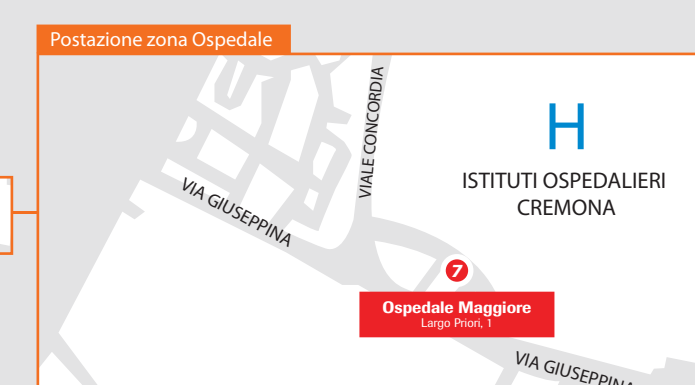 Postazione zona Ospedale
VIALE CONCORDIA
H
ISTITUTI OSPEDALIERI
CREMONA
VIA GIUSEPPINA
7
Ospedale Maggiore
Largo Priori, 1
VIA GIUSEPPINA